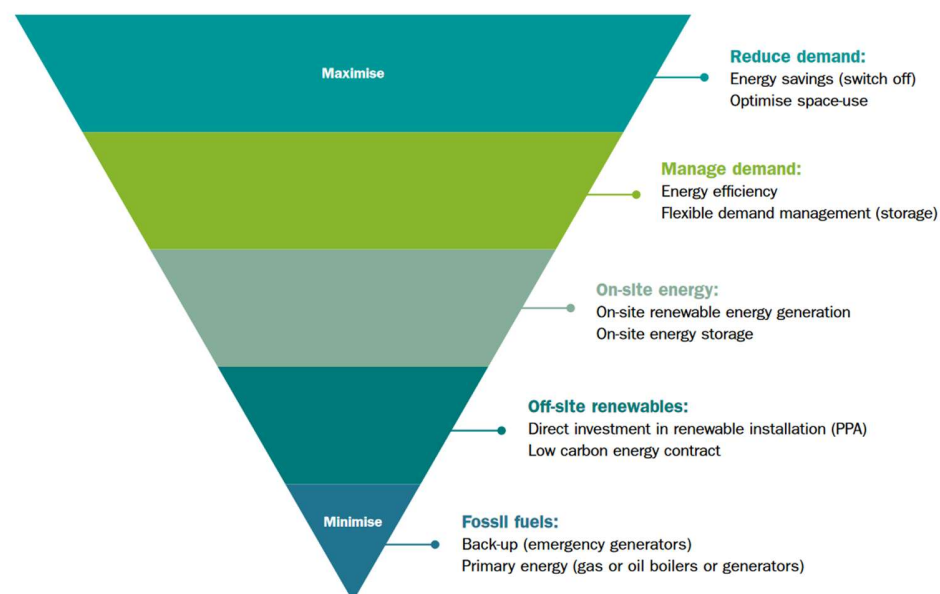 Maximise
Reduce demand:
Energy savings (switch off)
Optimise space-use
Manage demand:
Energy efficiency
Flexible demand management (storage)
On-site energy:
On-site renewable energy generation
On-site energy storage
Off-site renewables:
Direct investment in renewable installation (PPA)
Low carbon energy contract
Minimise
Fossil fuels:
Back-up (emergency generators)
Primary energy (gas or oil boilers or generators)